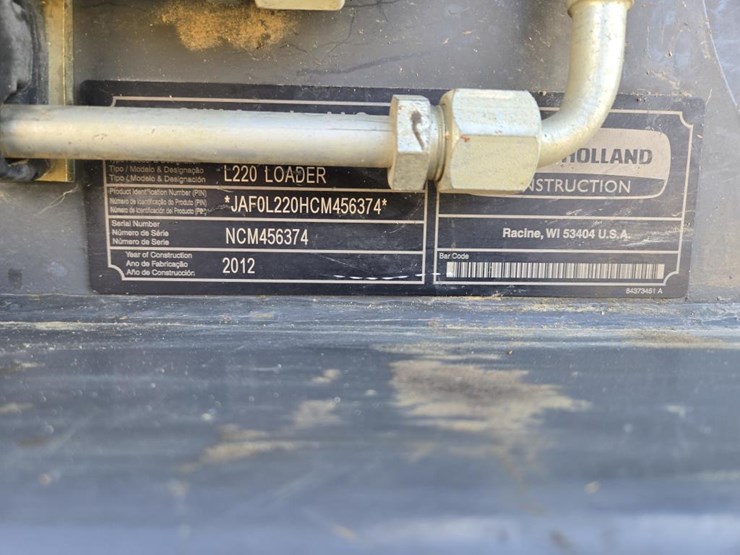 Tipo / Modelo & Designação
Tipo / Modelo & Designación
L220 LOADER
Product Identification Number (PIN)
Número de Identificação do Produto (PIN)
Número de Identificación del Producto (PIN)
*JAF0L220HCM456374*
Serial Number
Número de Série
Numero de Serie
NCM456374
Year of Construction
Ano de Fabricação
Año de Construcción:
2012
HOLLAND
NSTRUCTION
Racine, WI 53404 U.S.A.
Bar Code
84373451 A